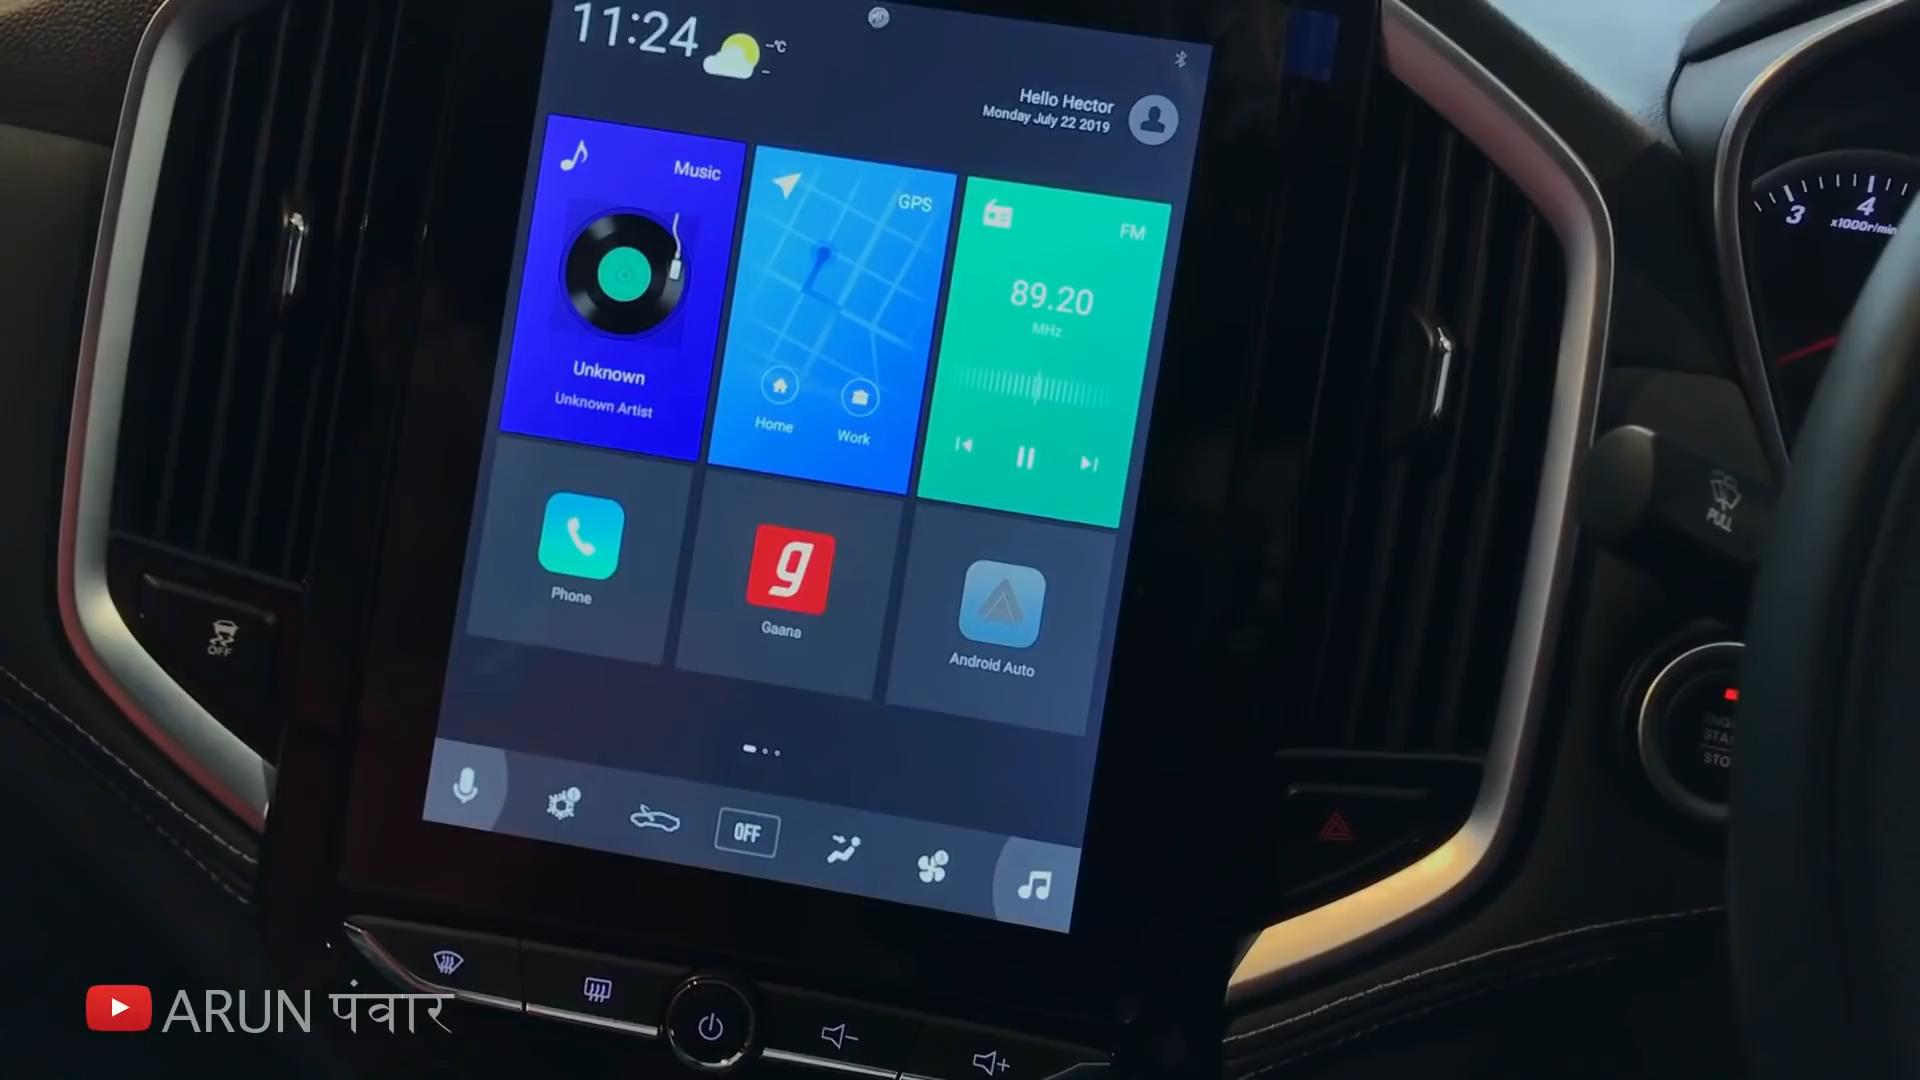 11:24
--°C
--
Hello Hector
Monday July 22 2019
Music
GPS
FM
89.20
MHz
Unknown
Unknown Artist
Home
Work
Phone
g
Gaana
Android Auto
OFF
OFF
3
4
x1000r/min
PULL
ARUN पंवार